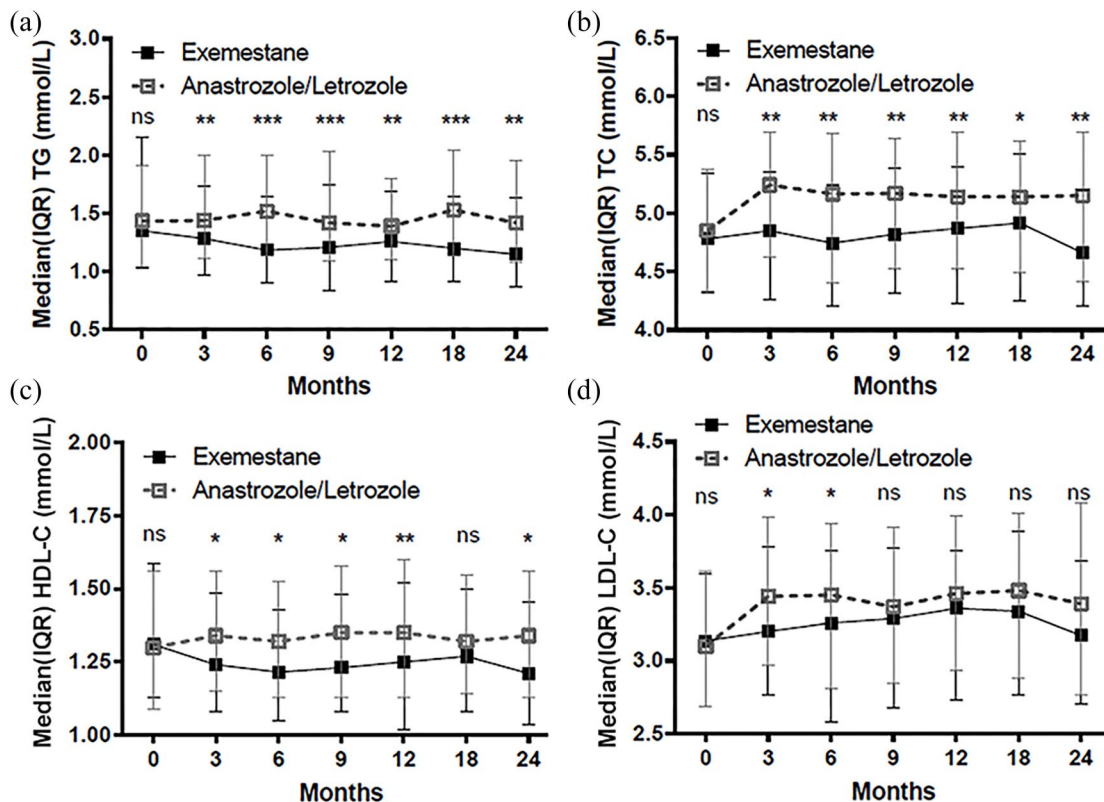 (a)
Median(IQR) TG (mmol/L)
3.0
2.5
2.0
1.5
1.0
0.5
Exemestane
Anastrozole/Letrozole
ns ** *** *** ** *** **
0 3 6 9 12 18 24
Months
(b)
Median(IQR) TC (mmol/L)
6.5
6.0
5.5
5.0
4.5
4.0
Exemestane
Anastrozole/Letrozole
ns ** ** ** ** * **
0 3 6 9 12 18 24
Months
(c)
Median(IQR) HDL-C (mmol/L)
2.00
1.75
1.50
1.25
1.00
Exemestane
Anastrozole/Letrozole
ns * * * ** ns *
0 3 6 9 12 18 24
Months
(d)
Median(IQR) LDL-C (mmol/L)
4.5
4.0
3.5
3.0
2.5
Exemestane
Anastrozole/Letrozole
ns * * ns ns ns ns
0 3 6 9 12 18 24
Months